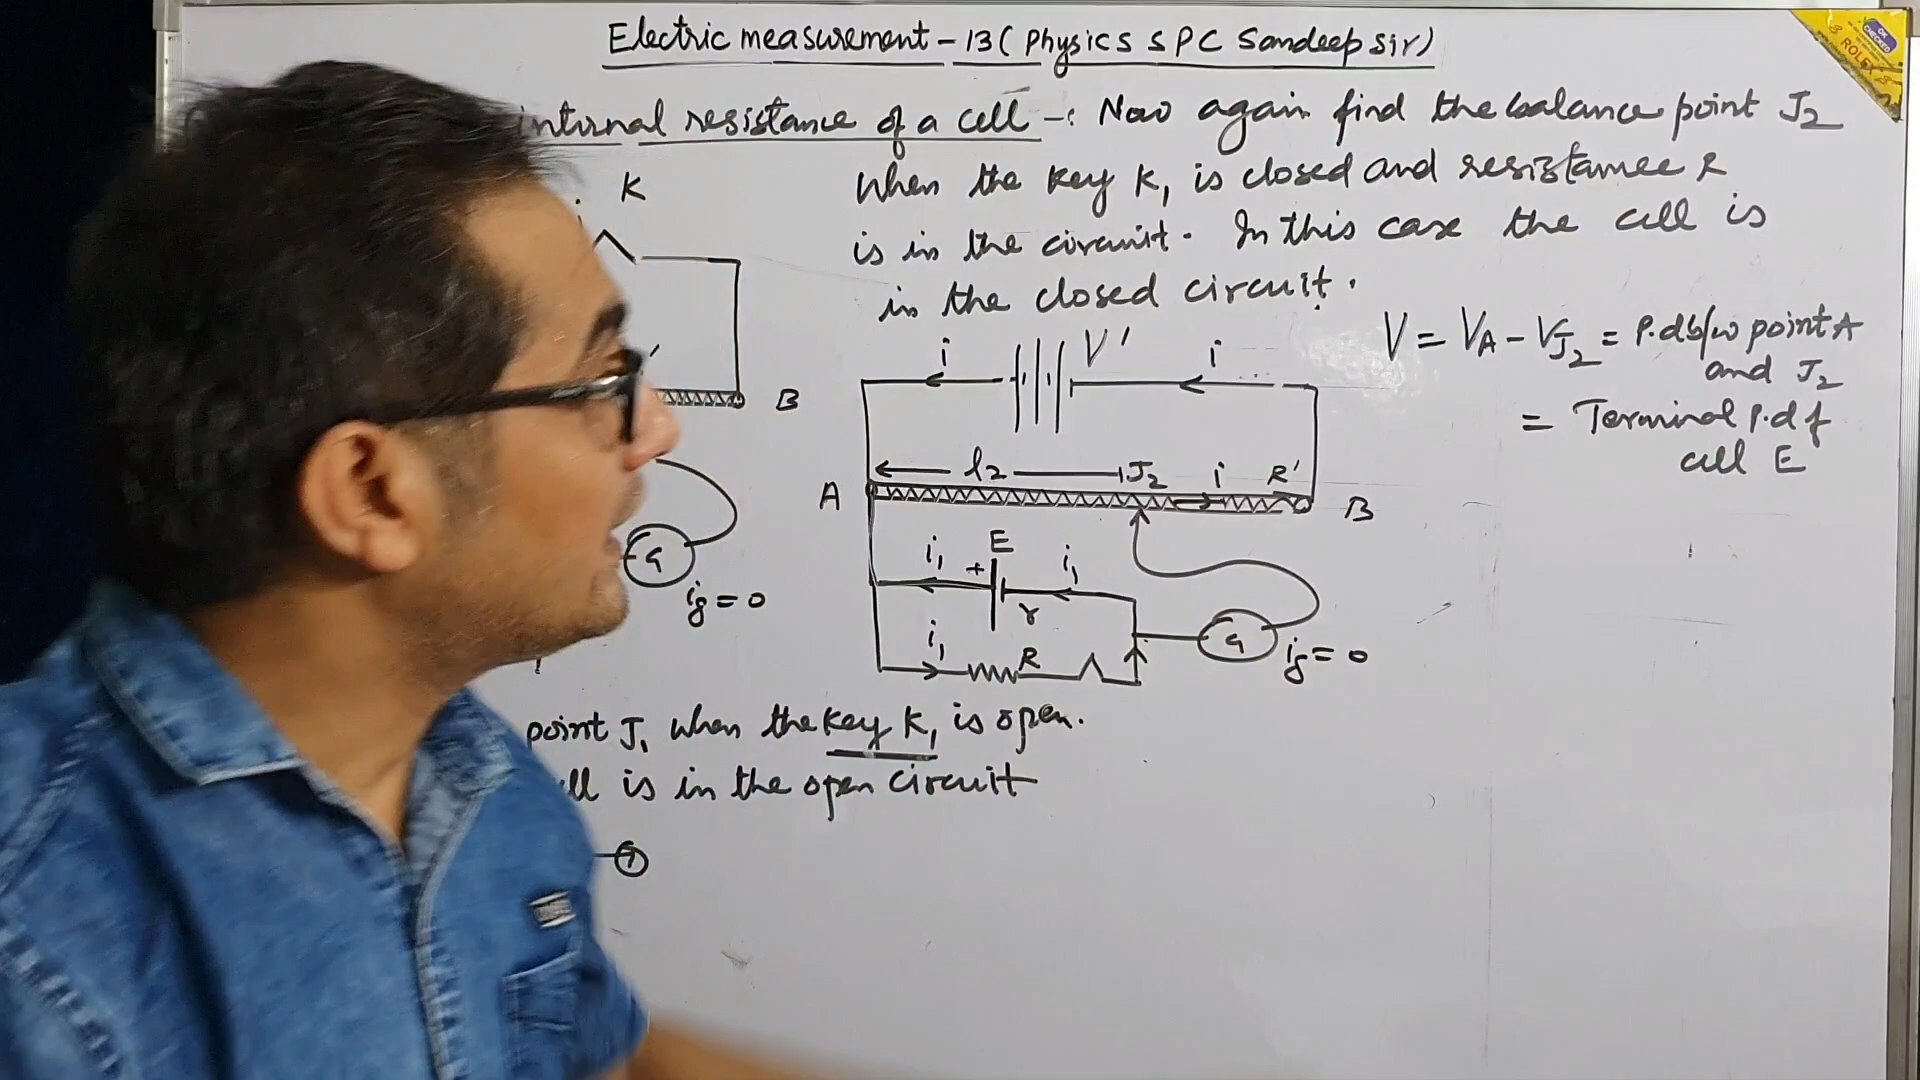 Electric measurement - 13 ( Physics SPC Sandeep Sir )
internal resistance of a cell -: Now again find the balance point J2
K
when the key K1 is closed and resistance R
is in the circuit. In this case the cell is
in the closed circuit.
V = VA - VJ2 = P.d b/w point A
and J2
= Terminal P.d of
cell E
i V' i
B
l2 J2 i R'
A B
G
ig = 0
i1 + E i1
r
i1 R
G ig = 0
point J1 when the key K1 is open.
is in the open circuit
ROLEX
OK
CHECKED